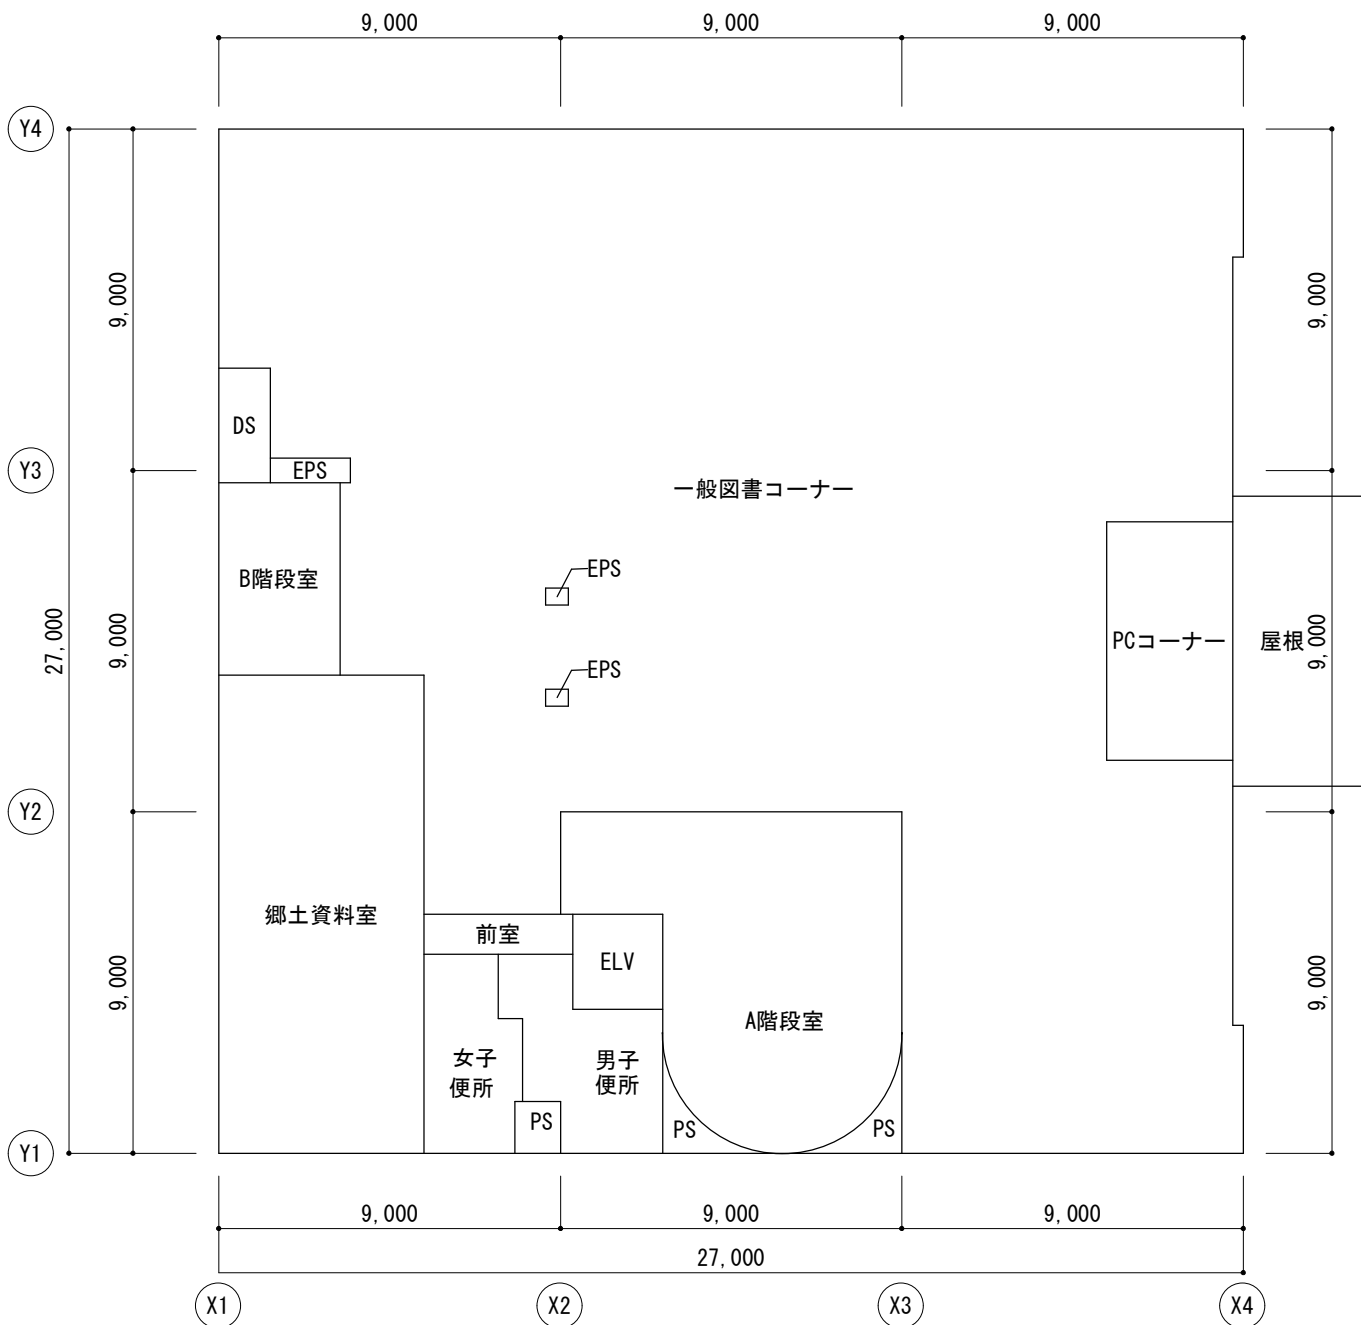 9,000
9,000
9,000
Y4
9,000
9,000
DS
Y3
EPS
一般図書コーナー
EPS
B階段室
27,000
9,000
PCコーナー
屋根
9,000
EPS
Y2
郷土資料室
前室
ELV
9,000
9,000
A階段室
女子
便所
男子
便所
PS
PS
PS
Y1
9,000
9,000
9,000
27,000
X1
X2
X3
X4